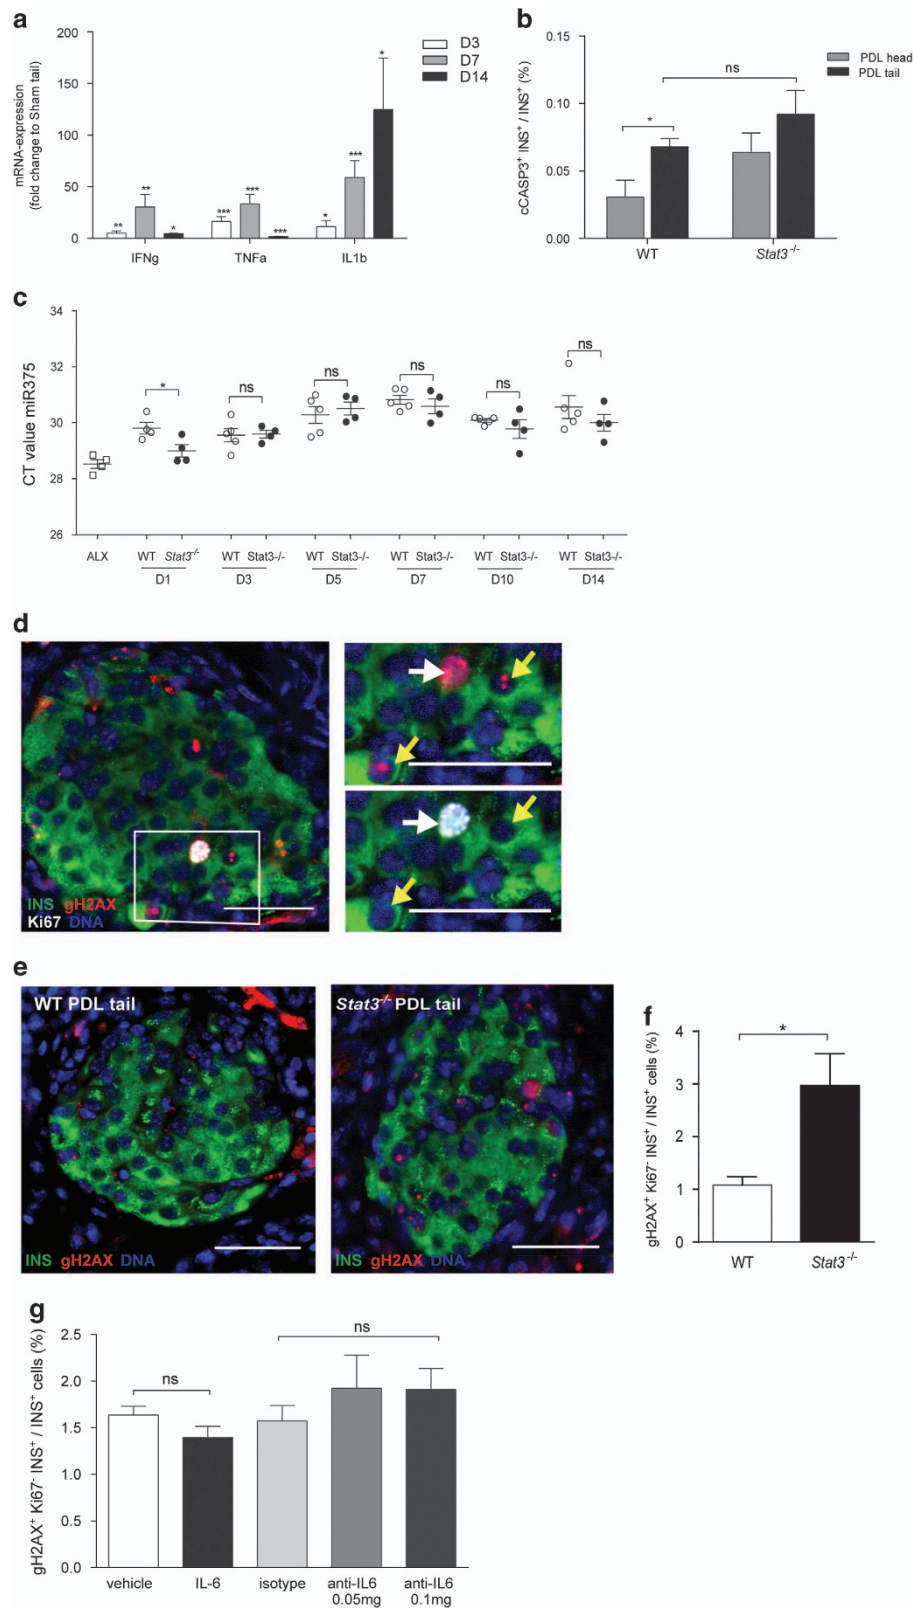 a
mRNA-expression
(fold change to Sham tail)
200
150
100
50
0
** ** *
*** *** ***
* *** *
IFNg TNFa IL1b
D3
D7
D14
b
cCASP3+ INS+ / INS+ (%)
0.15
0.10
0.05
0.00
*
ns
WT Stat3-/-
PDL head
PDL tail
c
CT value miR375
34
32
30
28
26
* ns ns ns ns ns
ALX WT Stat3-/- WT Stat3-/- WT Stat3-/- WT Stat3-/- WT Stat3-/- WT Stat3-/-
D1 D3 D5 D7 D10 D14
d
INS gH2AX
Ki67 DNA
e
WT PDL tail
INS gH2AX DNA
Stat3-/- PDL tail
INS gH2AX DNA
f
gH2AX+ Ki67- INS+ / INS+ cells (%)
4
3
2
1
0
*
WT Stat3-/-
g
gH2AX+ Ki67- INS+ / INS+ cells (%)
2.5
2.0
1.5
1.0
0.5
0.0
ns
ns
vehicle IL-6 isotype anti-IL6 anti-IL6
0.05mg 0.1mg